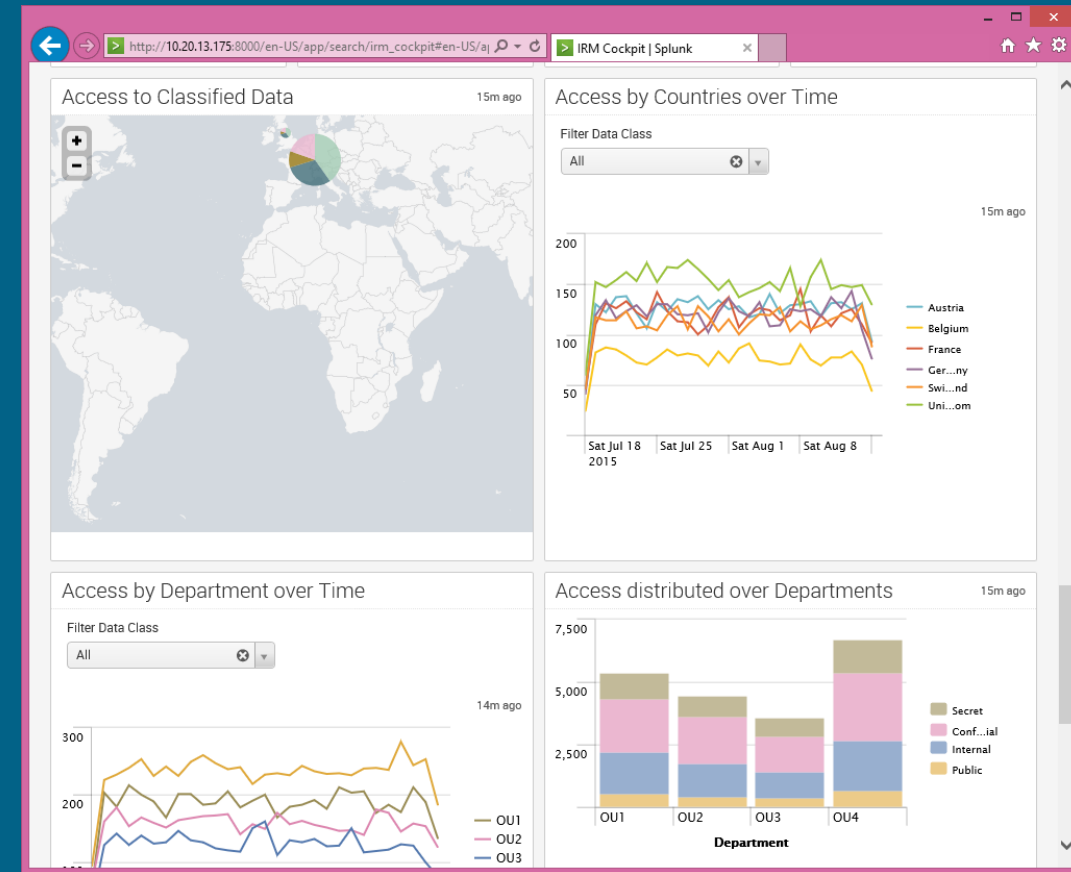 http://10.20.13.175:8000/en-US/app/search/irm_cockpit#en-US/a
IRM Cockpit | Splunk
Access to Classified Data
15m ago
+
-
Access by Countries over Time
Filter Data Class
All
15m ago
200
150
100
50
Sat Jul 18
2015
Sat Jul 25
Sat Aug 1
Sat Aug 8
Austria
Belgium
France
Ger...ny
Swi...nd
Uni...om
Access by Department over Time
Filter Data Class
All
14m ago
300
200
OU1
OU2
OU3
Access distributed over Departments
15m ago
7,500
5,000
2,500
OU1
OU2
OU3
OU4
Department
Secret
Conf...ial
Internal
Public